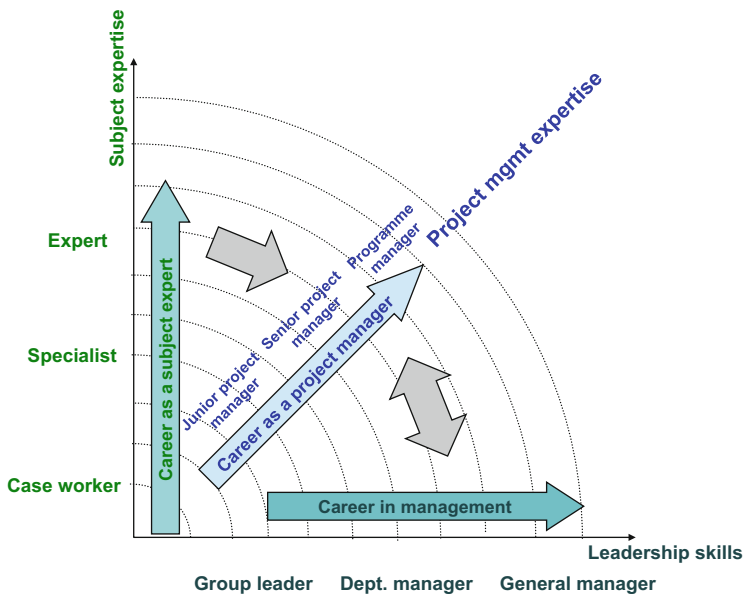 Subject expertise
Project mgmt expertise
Expert
Specialist
Case worker
Career as a subject expert
Junior project
manager
Senior project
manager
Programme
manager
Career as a project manager
Career in management
Leadership skills
Group leader
Dept. manager
General manager